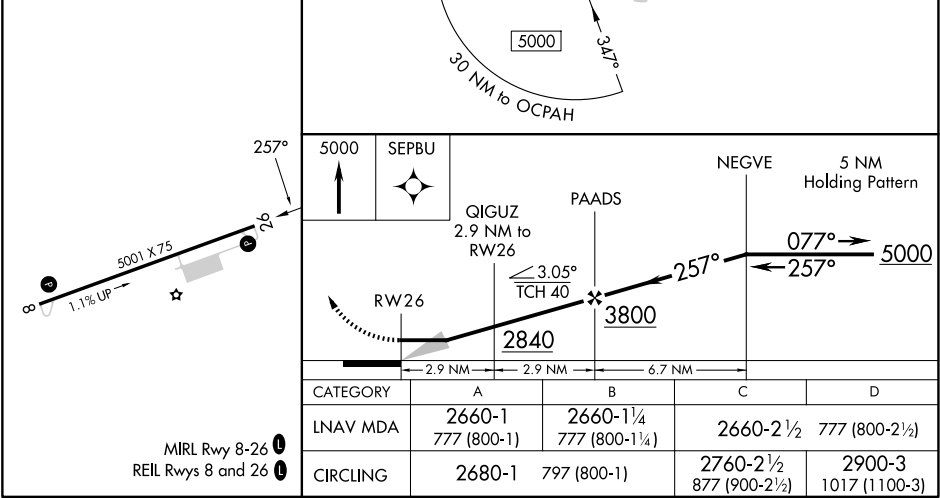 5000
347°
30 NM to OCPAH
257°
26
5001 X 75
P
P
8
1.1% UP
MIRL Rwy 8-26 L
REIL Rwys 8 and 26 L
5000
SEPBU
NEGVE
5 NM
Holding Pattern
PAADS
QIGUZ
2.9 NM to
RW26
3.05°
TCH 40
RW26
257°
077°
257°
5000
3800
2840
2.9 NM
2.9 NM
6.7 NM
CATEGORY A B C D
LNAV MDA
2660-1
777 (800-1)
2660-1¼
777 (800-1¼)
2660-2½ 777 (800-2½)
CIRCLING
2680-1 797 (800-1)
2760-2½
877 (900-2½)
2900-3
1017 (1100-3)